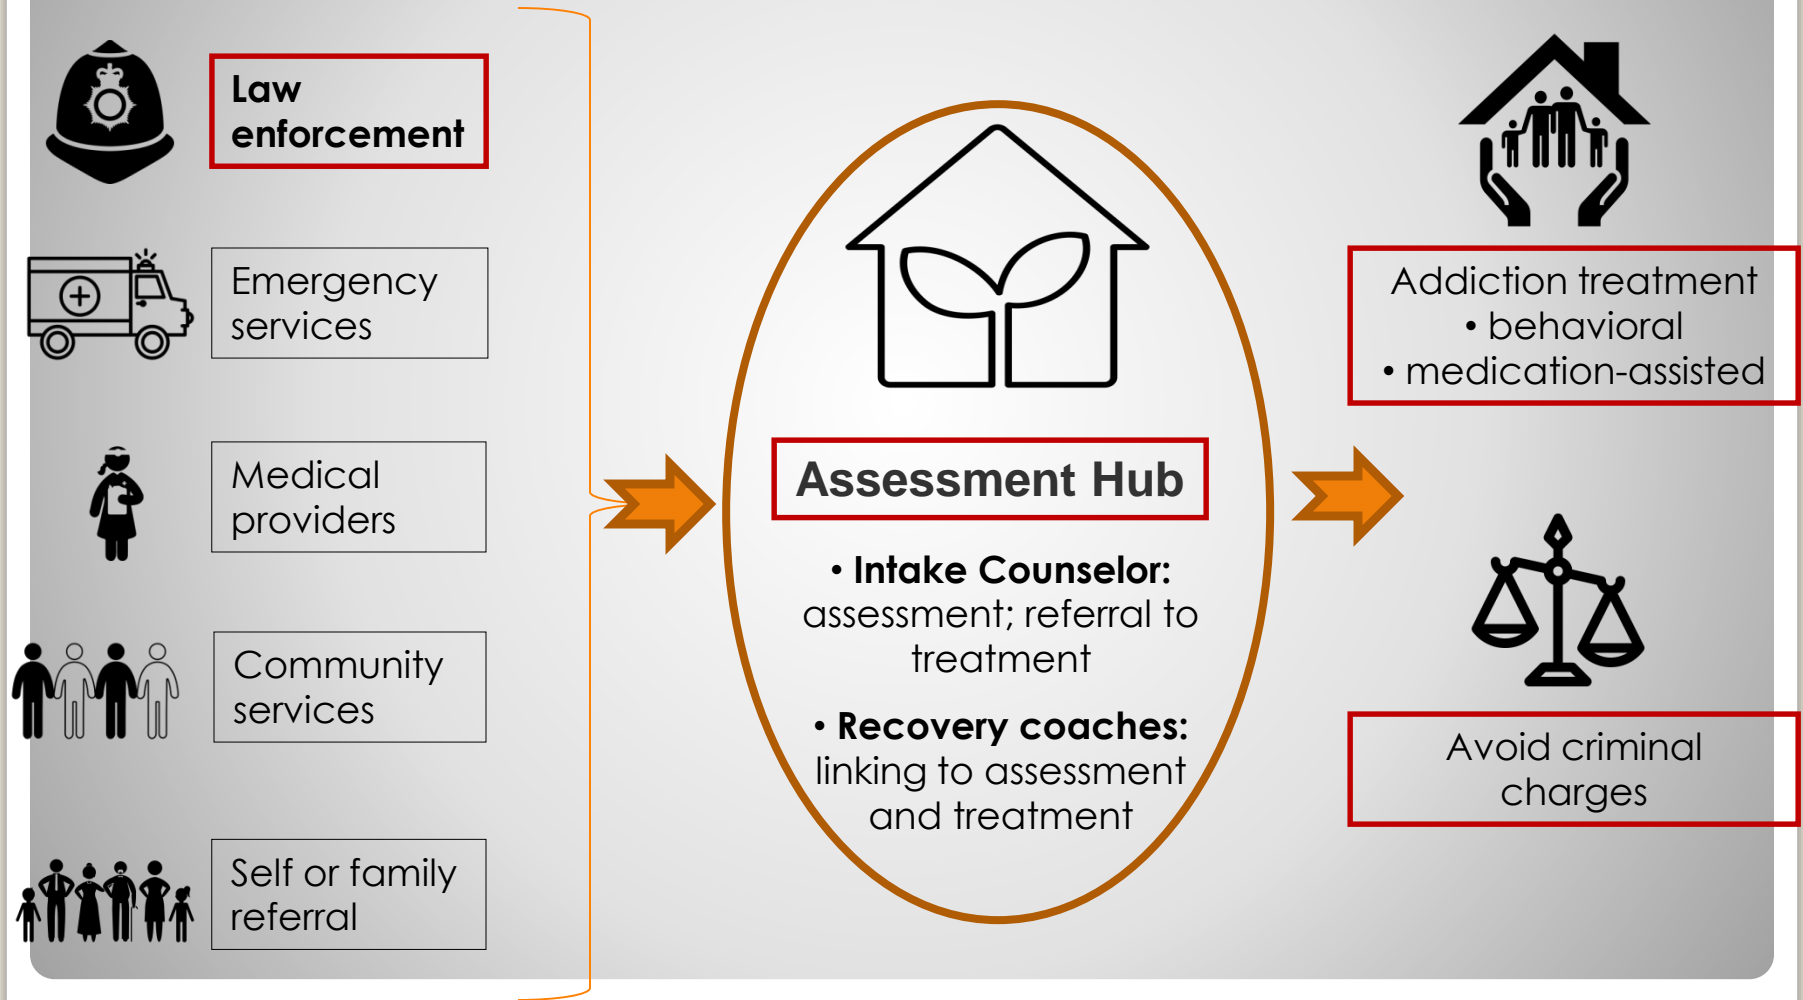 Law
enforcement
Emergency
services
Medical
providers
Community
services
Self or family
referral
Assessment Hub
• Intake Counselor:
assessment; referral to
treatment
• Recovery coaches:
linking to assessment
and treatment
Addiction treatment
• behavioral
• medication-assisted
Avoid criminal
charges